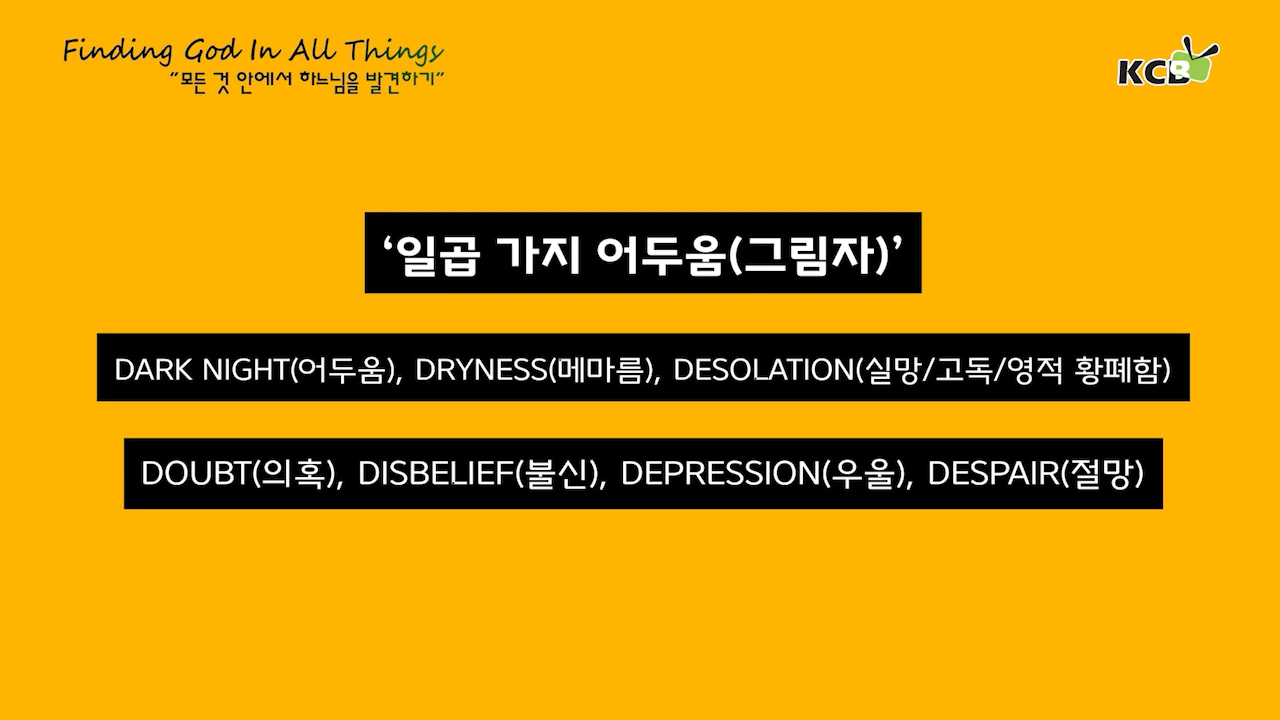 Finding God In All Things
"모든 것 안에서 하느님을 발견하기"
KCB
‘일곱 가지 어두움(그림자)’
DARK NIGHT(어두움), DRYNESS(메마름), DESOLATION(실망/고독/영적 황폐함)
DOUBT(의혹), DISBELIEF(불신), DEPRESSION(우울), DESPAIR(절망)